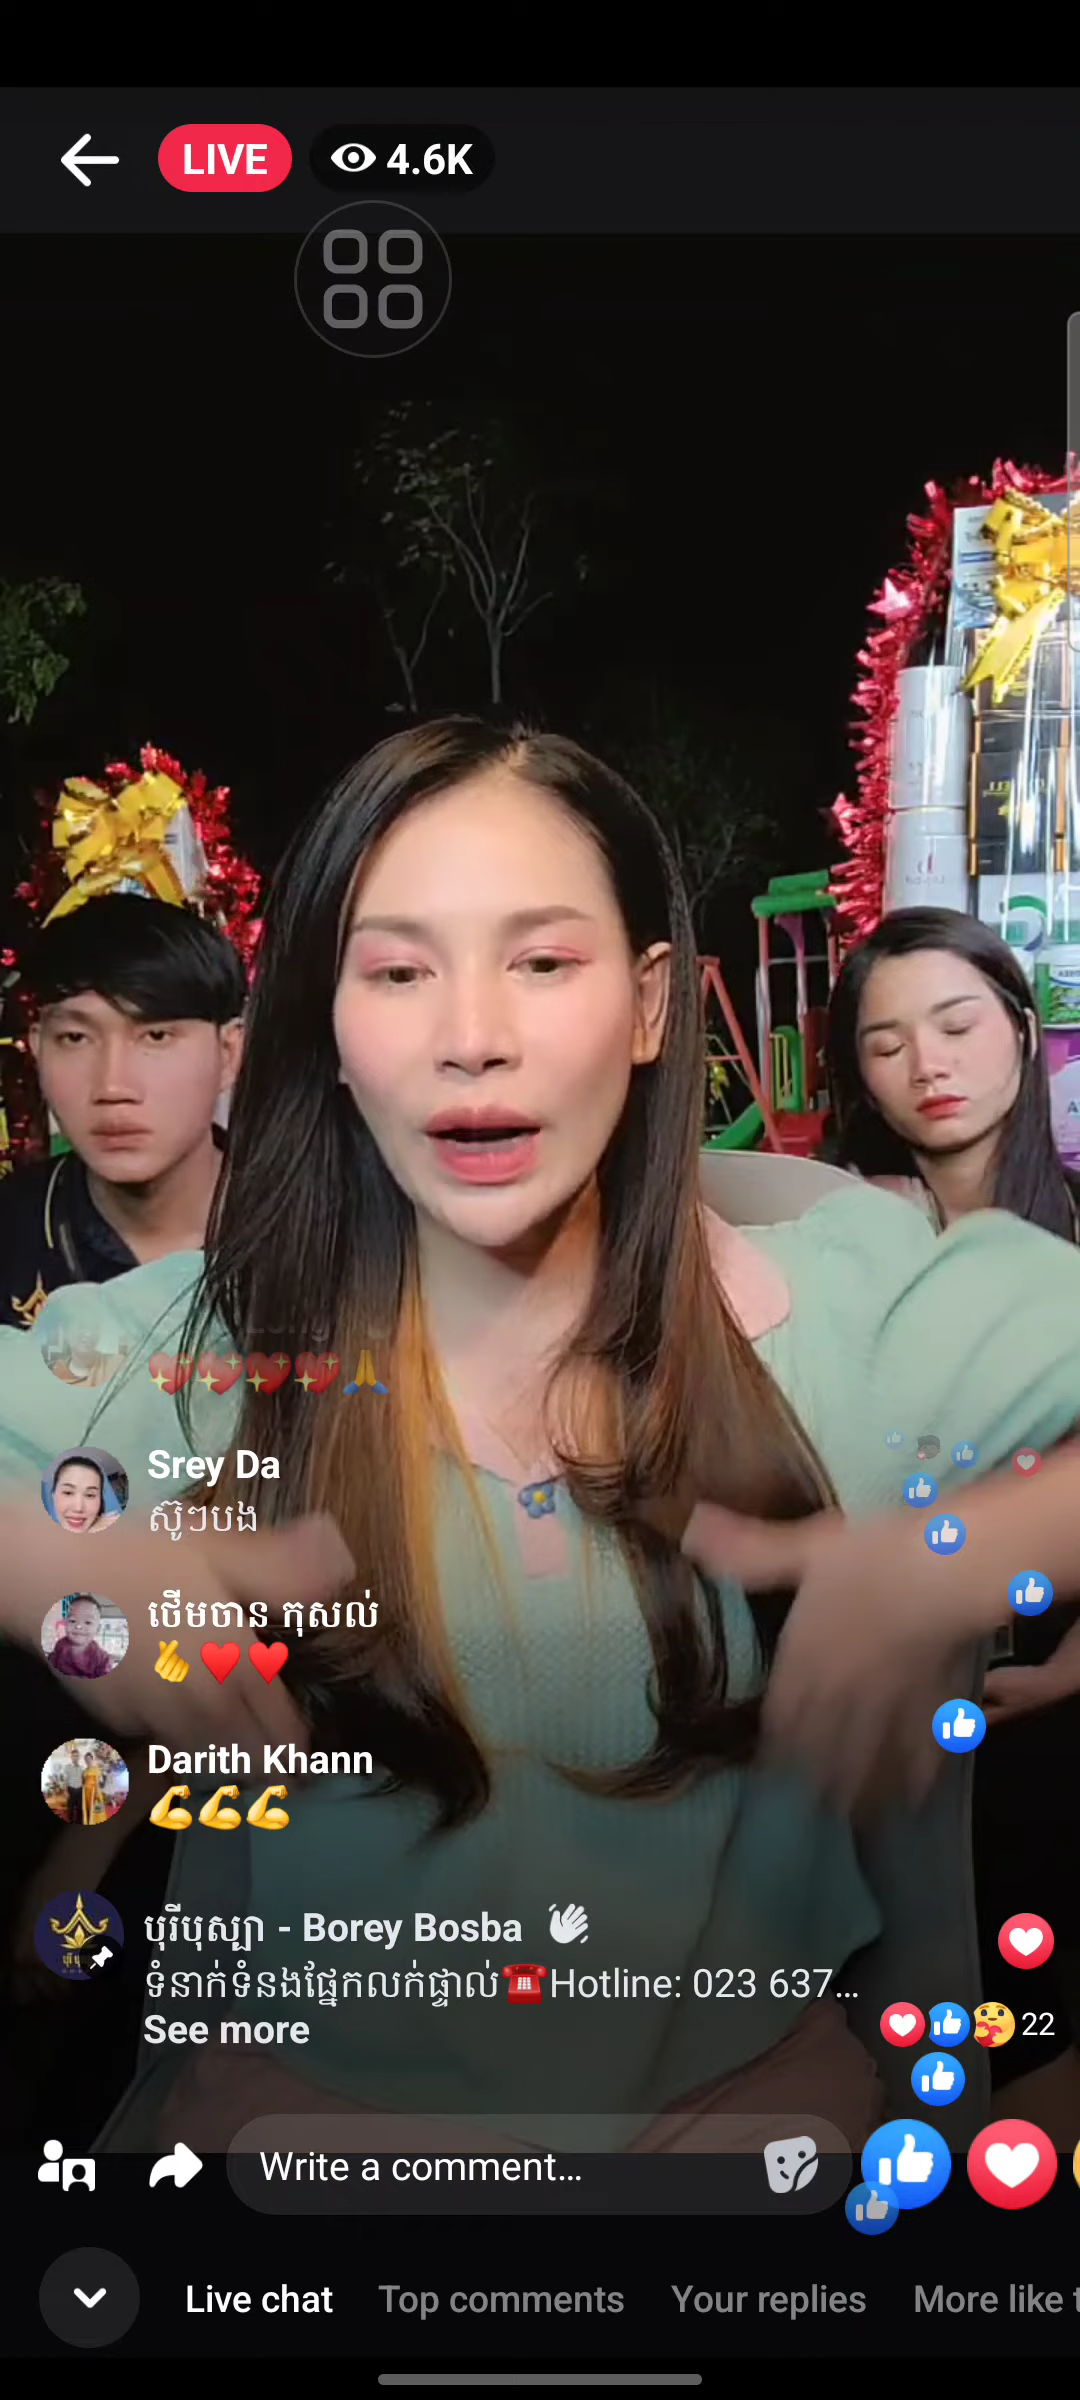 LIVE
4.6K
Srey Da
ស៊ូៗបង
ថើមចាន កុសល់
Darith Khann
បុរីបុស្បា - Borey Bosba
ទំនាក់ទំនងផ្នែកលក់ផ្ទាល់☎️Hotline: 023 637...
See more
22
Write a comment...
Live chat Top comments Your replies More like t